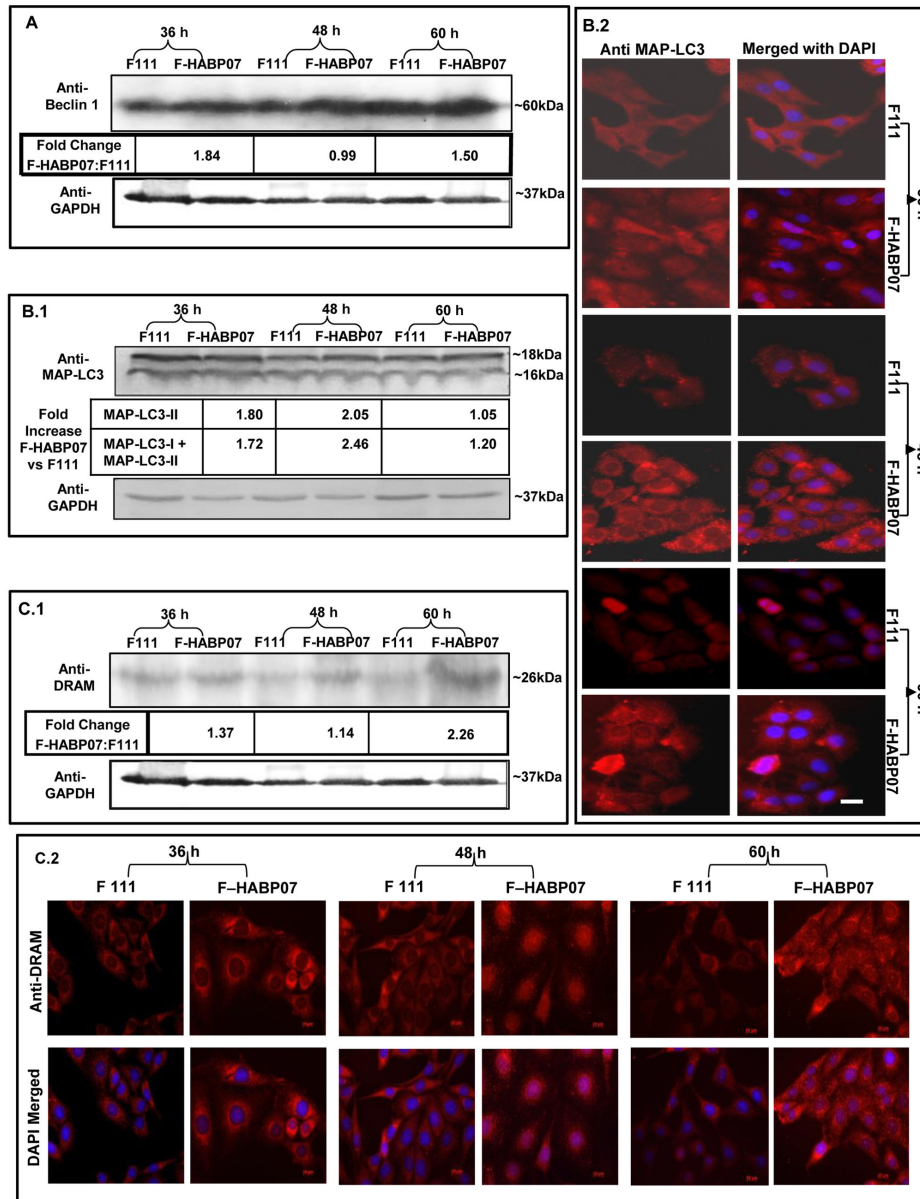 A
36 h
48 h
60 h
F111 F-HABP07 F111 F-HABP07 F111 F-HABP07
Anti-
Beclin 1
~60kDa
Fold Change
F-HABP07:F111
1.84 0.99 1.50
Anti-
GAPDH
~37kDa
B.1
36 h
48 h
60 h
F111 F-HABP07 F111 F-HABP07 F111 F-HABP07
Anti-
MAP-LC3
~18kDa
~16kDa
Fold
Increase
F-HABP07
vs F111
MAP-LC3-II 1.80 2.05 1.05
MAP-LC3-I +
MAP-LC3-II
1.72 2.46 1.20
Anti-
GAPDH
~37kDa
C.1
36 h
48 h
60 h
F111 F-HABP07 F111 F-HABP07 F111 F-HABP07
Anti-
DRAM
~26kDa
Fold Change
F-HABP07:F111
1.37 1.14 2.26
Anti-
GAPDH
~37kDa
B.2
Anti MAP-LC3 Merged with DAPI
F111
F-HABP07
F111
F-HABP07
F111
F-HABP07
C.2
36 h
48 h
60 h
F 111 F–HABP07 F 111 F–HABP07 F 111 F–HABP07
Anti-DRAM
DAPI Merged